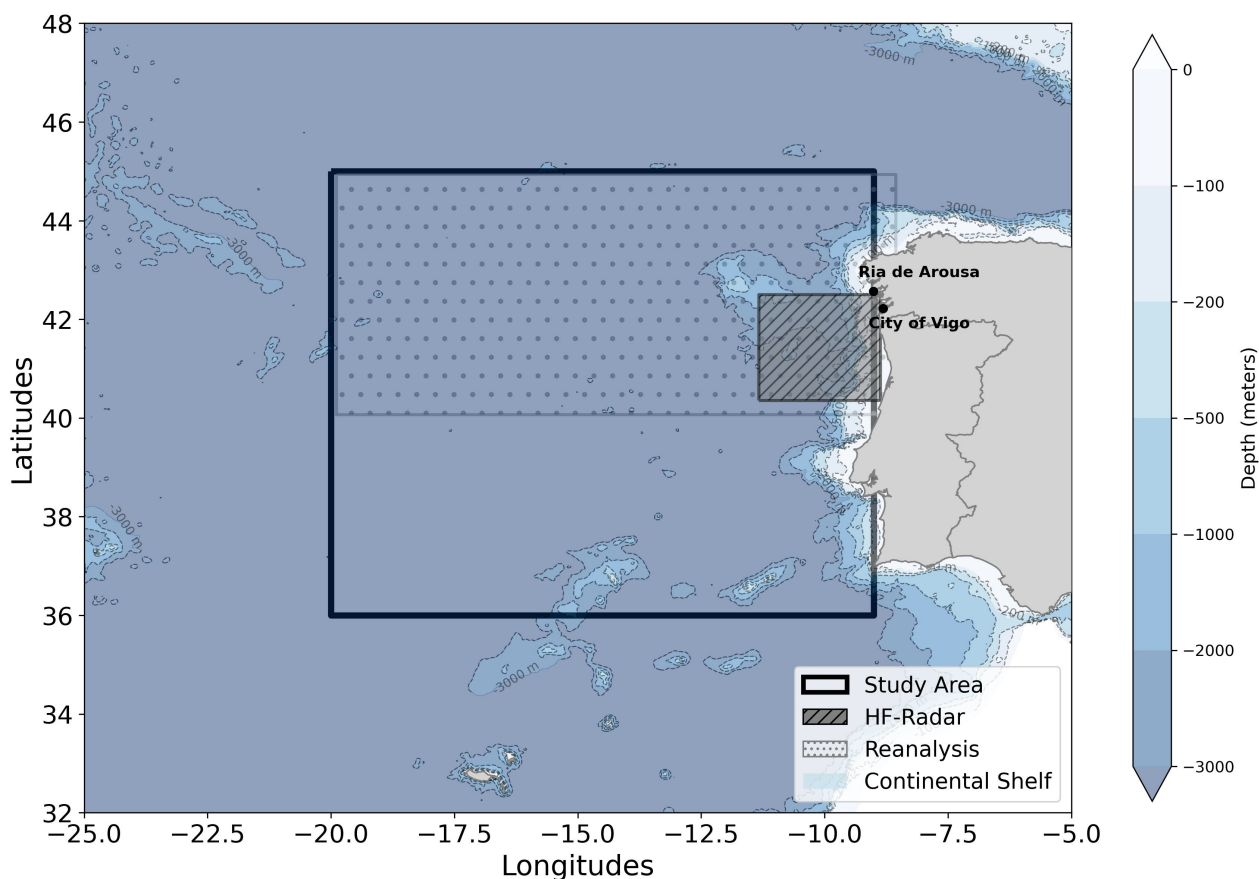 48
46
44
42
40
38
36
34
32
Latitudes
−25.0
−22.5
−20.0
−17.5
−15.0
−12.5
−10.0
−7.5
−5.0
Longitudes
-3000 m
-3000 m
-3000 m
-3000 m
-3000 m
Ria de Arousa
City of Vigo
Study Area
HF-Radar
Reanalysis
Continental Shelf
0
−100
−200
−500
−1000
−2000
−3000
Depth (meters)